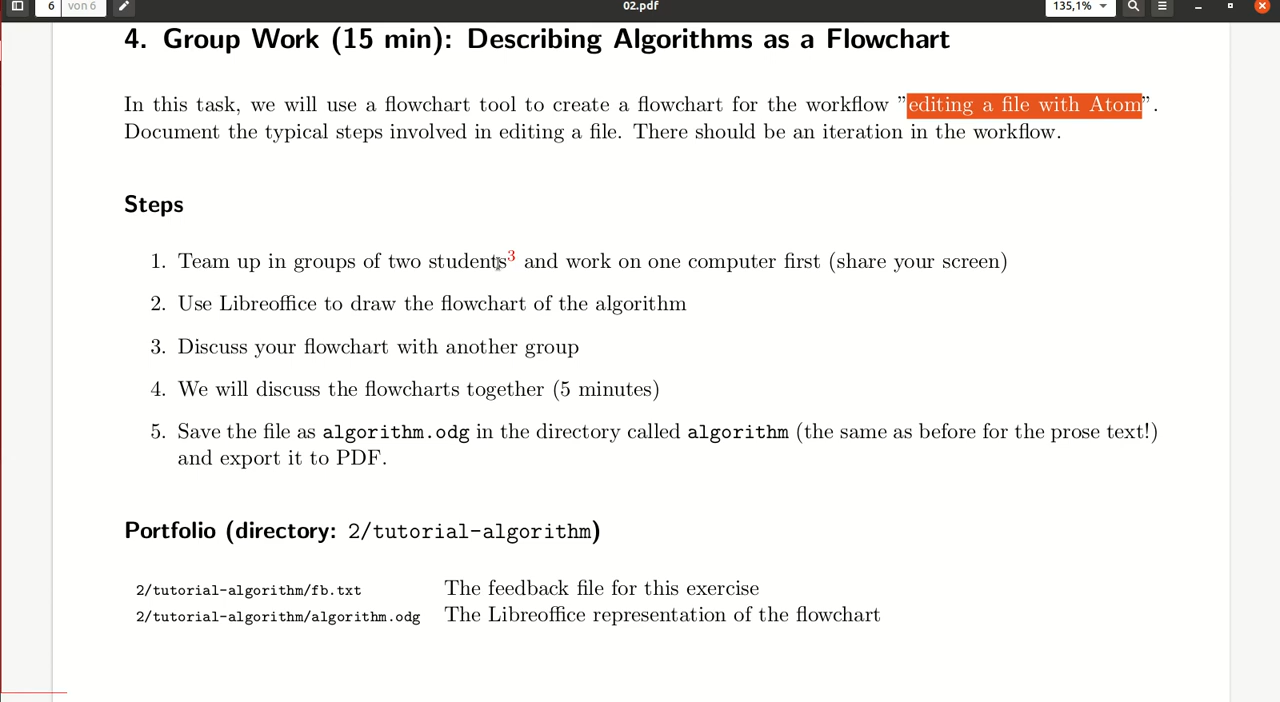 6 von 6 02.pdf 135,1%
4. Group Work (15 min): Describing Algorithms as a Flowchart
In this task, we will use a flowchart tool to create a flowchart for the workflow ”editing a file with Atom”.
Document the typical steps involved in editing a file. There should be an iteration in the workflow.
Steps
1. Team up in groups of two students3 and work on one computer first (share your screen)
2. Use Libreoffice to draw the flowchart of the algorithm
3. Discuss your flowchart with another group
4. We will discuss the flowcharts together (5 minutes)
5. Save the file as algorithm.odg in the directory called algorithm (the same as before for the prose text!)
and export it to PDF.
Portfolio (directory: 2/tutorial-algorithm)
2/tutorial-algorithm/fb.txt The feedback file for this exercise
2/tutorial-algorithm/algorithm.odg The Libreoffice representation of the flowchart